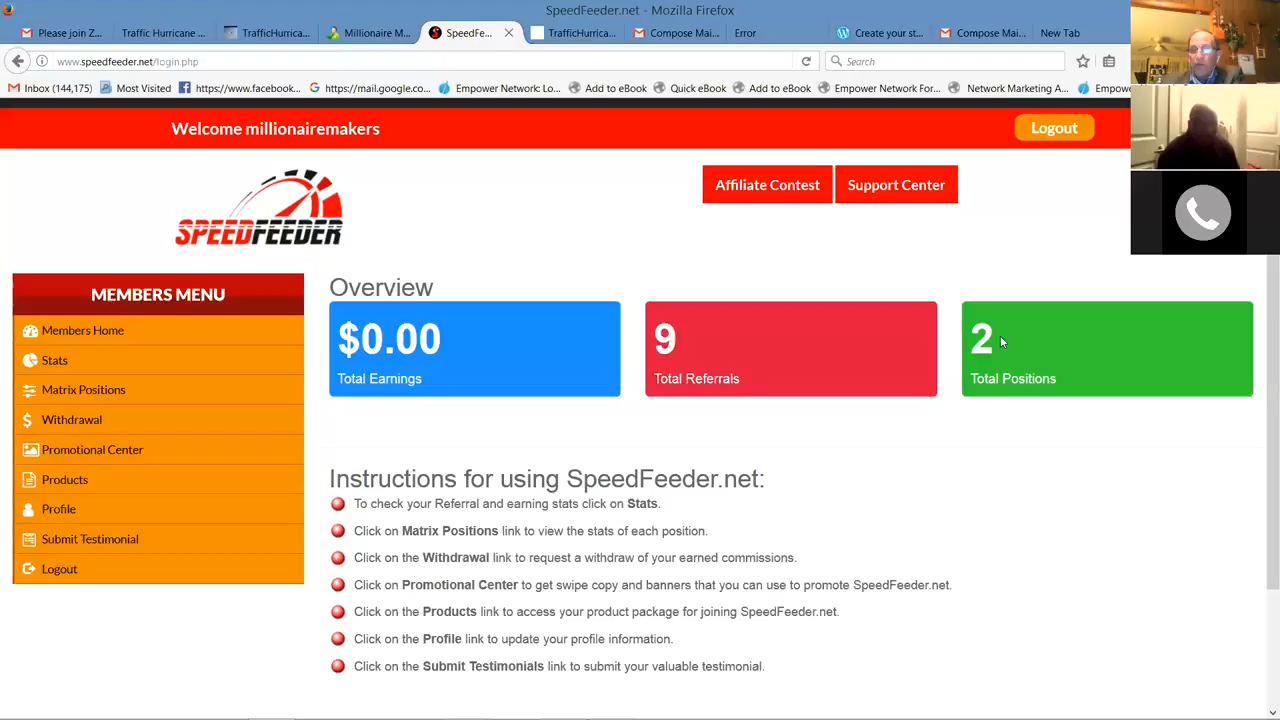 SpeedFeeder.net - Mozilla Firefox
Please join Z...
Traffic Hurricane ...
TrafficHurrica...
Millionaire M...
SpeedFe...
TrafficHurrica...
Compose Mai...
Error
Create your st...
Compose Mai...
New Tab
www.speedfeeder.net/login.php
Search
Inbox (144,175)
Most Visited
https://www.facebook...
https://mail.google.co...
Empower Network: Lo...
Add to eBook
Quick eBook
Add to eBook
Empower Network For...
Network Marketing A...
Empowe
Welcome millionairemakers
Logout
SPEEDFEEDER
Affiliate Contest
Support Center
MEMBERS MENU
Members Home
Stats
Matrix Positions
Withdrawal
Promotional Center
Products
Profile
Submit Testimonial
Logout
Overview
$0.00
Total Earnings
9
Total Referrals
2
Total Positions
Instructions for using SpeedFeeder.net:
To check your Referral and earning stats click on Stats.
Click on Matrix Positions link to view the stats of each position.
Click on the Withdrawal link to request a withdraw of your earned commissions.
Click on Promotional Center to get swipe copy and banners that you can use to promote SpeedFeeder.net.
Click on the Products link to access your product package for joining SpeedFeeder.net.
Click on the Profile link to update your profile information.
Click on the Submit Testimonials link to submit your valuable testimonial.